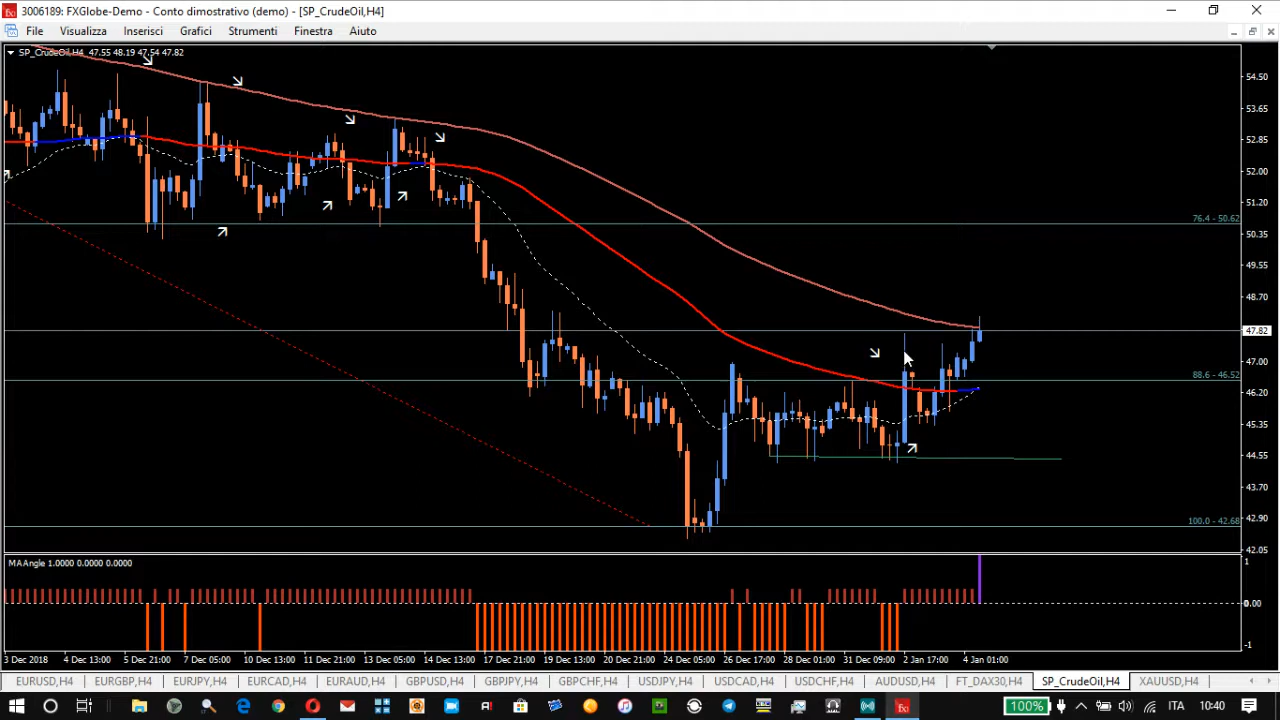 3006189: FXGlobe-Demo - Conto dimostrativo (demo) - [SP_CrudeOil,H4]
File Visualizza Inserisci Grafici Strumenti Finestra Aiuto
SP_CrudeOil,H4 47.55 48.19 47.54 47.82
54.50
53.65
52.85
52.00
51.20
76.4 - 50.62
50.35
49.55
48.70
47.82
47.00
88.6 - 46.52
46.20
45.35
44.55
43.70
42.90
100.0 - 42.68
42.05
MAAngle 1.0000 0.0000 0.0000
1
0.00
-1
3 Dec 2018 4 Dec 13:00 5 Dec 21:00 7 Dec 05:00 10 Dec 13:00 11 Dec 21:00 13 Dec 05:00 14 Dec 13:00 17 Dec 21:00 19 Dec 13:00 20 Dec 21:00 24 Dec 05:00 26 Dec 17:00 28 Dec 01:00 31 Dec 09:00 2 Jan 17:00 4 Jan 01:00
EURUSD,H4 EURGBP,H4 EURJPY,H4 EURCAD,H4 EURAUD,H4 GBPUSD,H4 GBPJPY,H4 GBPCHF,H4 USDJPY,H4 USDCAD,H4 USDCHF,H4 AUDUSD,H4 FT_DAX30,H4 SP_CrudeOil,H4 XAUUSD,H4
100% ITA 10:40